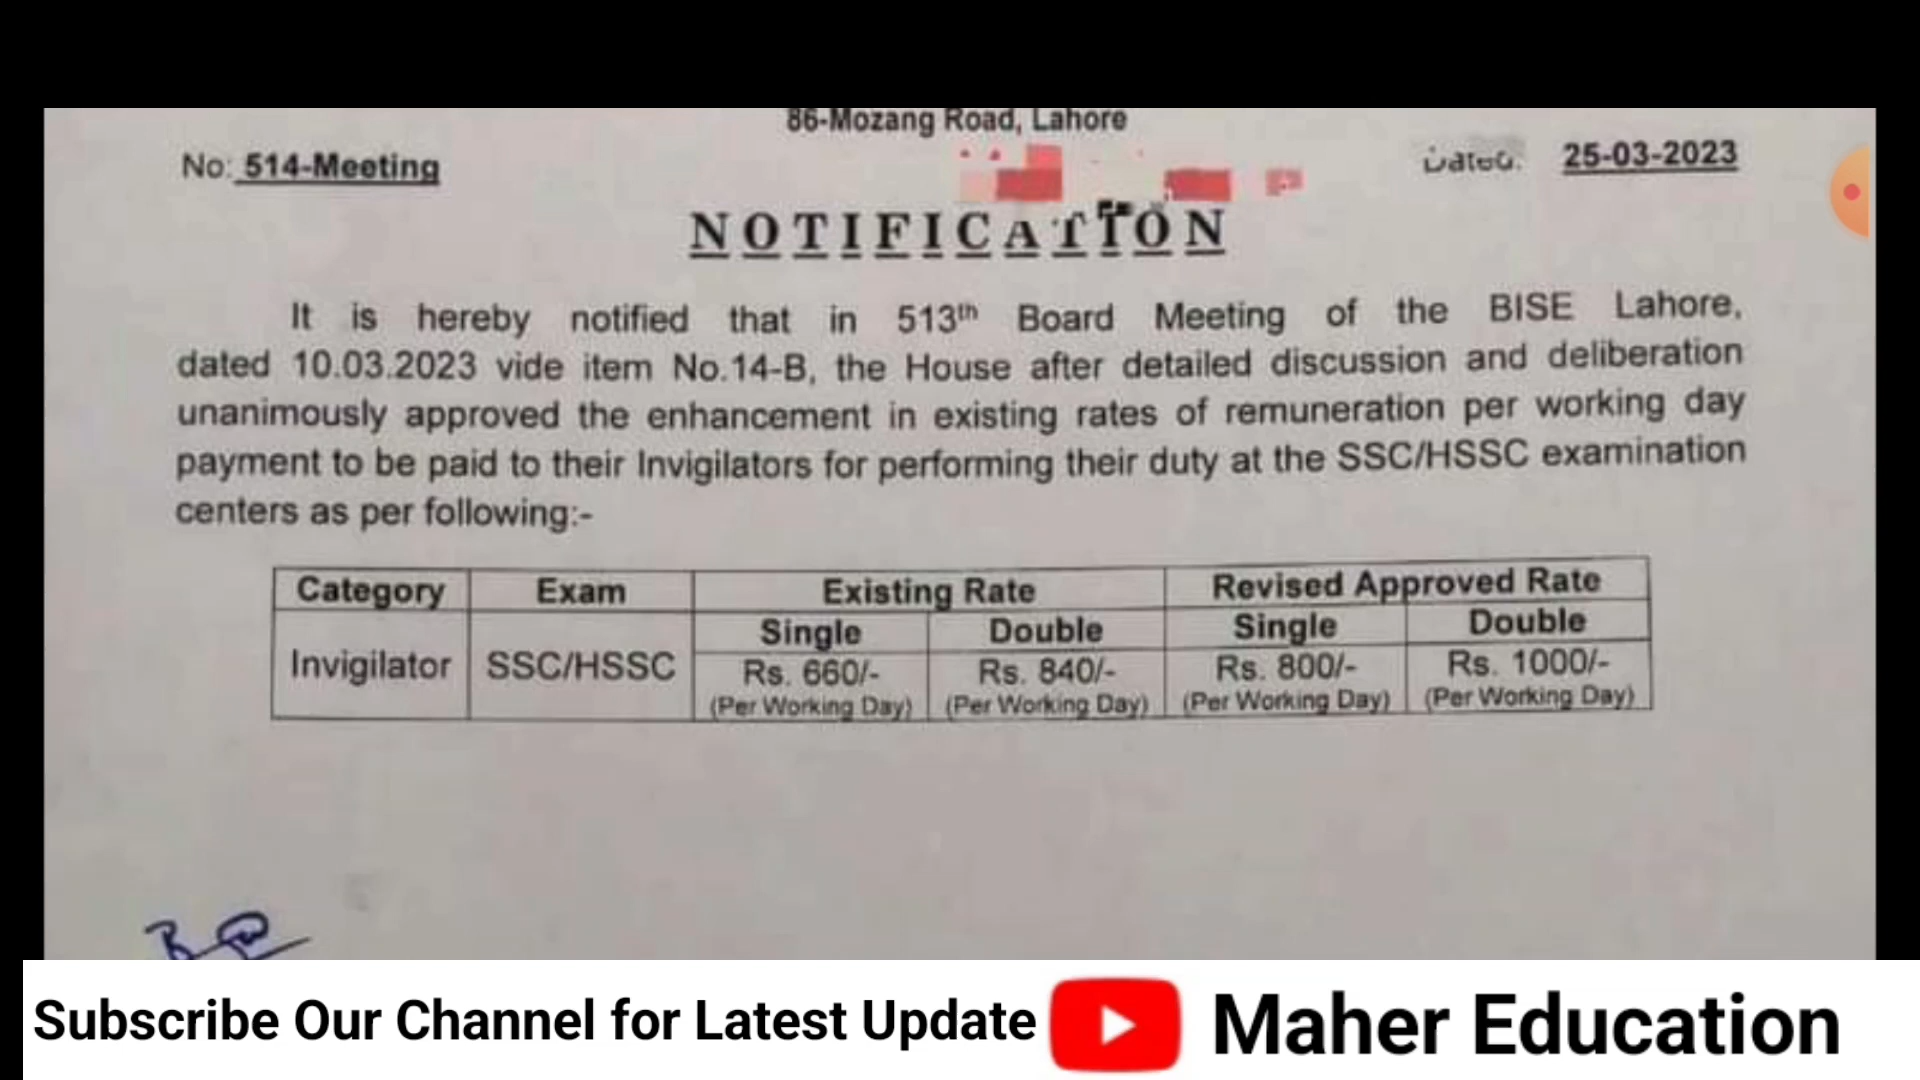 86-Mozang Road, Lahore
No: 514-Meeting
Dated: 25-03-2023
NOTIFICATION
It is hereby notified that in 513th Board Meeting of the BISE Lahore,
dated 10.03.2023 vide item No.14-B, the House after detailed discussion and deliberation
unanimously approved the enhancement in existing rates of remuneration per working day
payment to be paid to their Invigilators for performing their duty at the SSC/HSSC examination
centers as per following:-
Category Exam Existing Rate Revised Approved Rate
Single Double Single Double
Invigilator SSC/HSSC Rs. 660/- Rs. 840/- Rs. 800/- Rs. 1000/-
(Per Working Day) (Per Working Day) (Per Working Day) (Per Working Day)
Subscribe Our Channel for Latest Update Maher Education